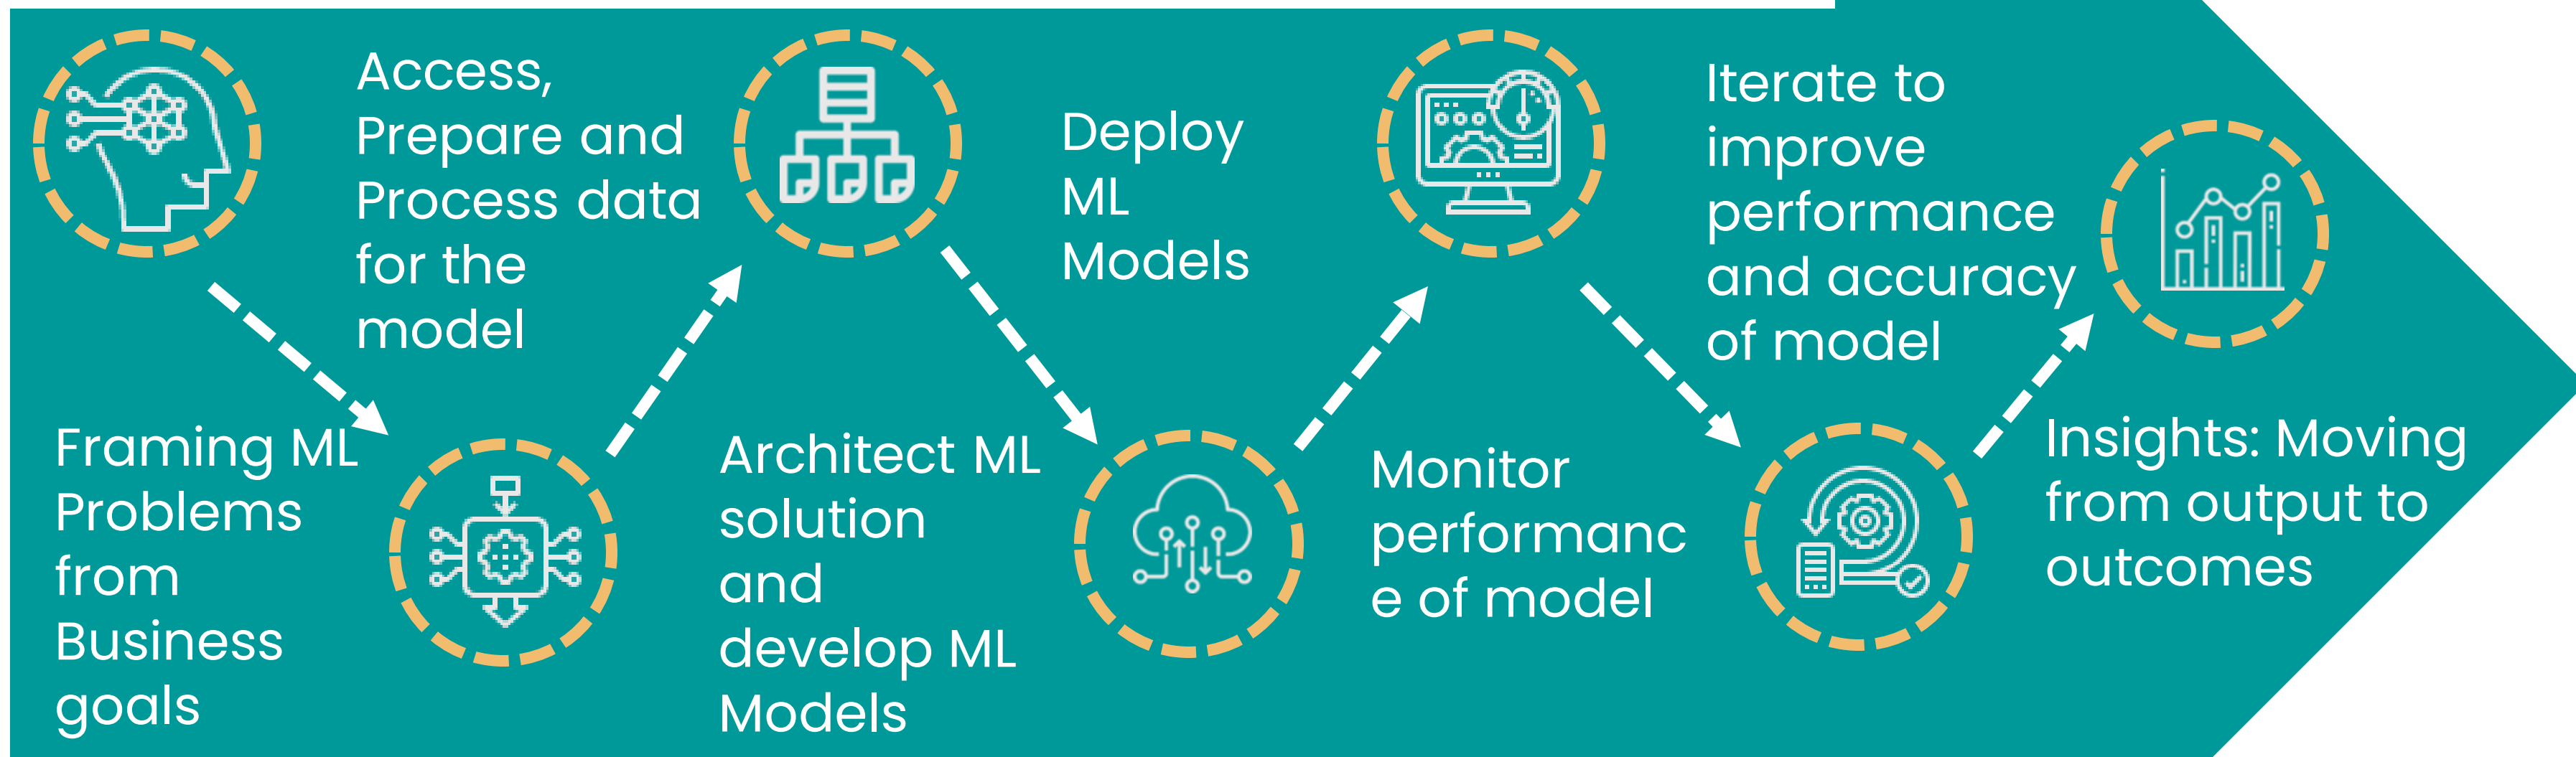 Framing ML
Problems
from
Business
goals
Access,
Prepare and
Process data
for the
model
Architect ML
solution
and
develop ML
Models
Deploy
ML
Models
Monitor
performanc
e of model
Iterate to
improve
performance
and accuracy
of model
Insights: Moving
from output to
outcomes